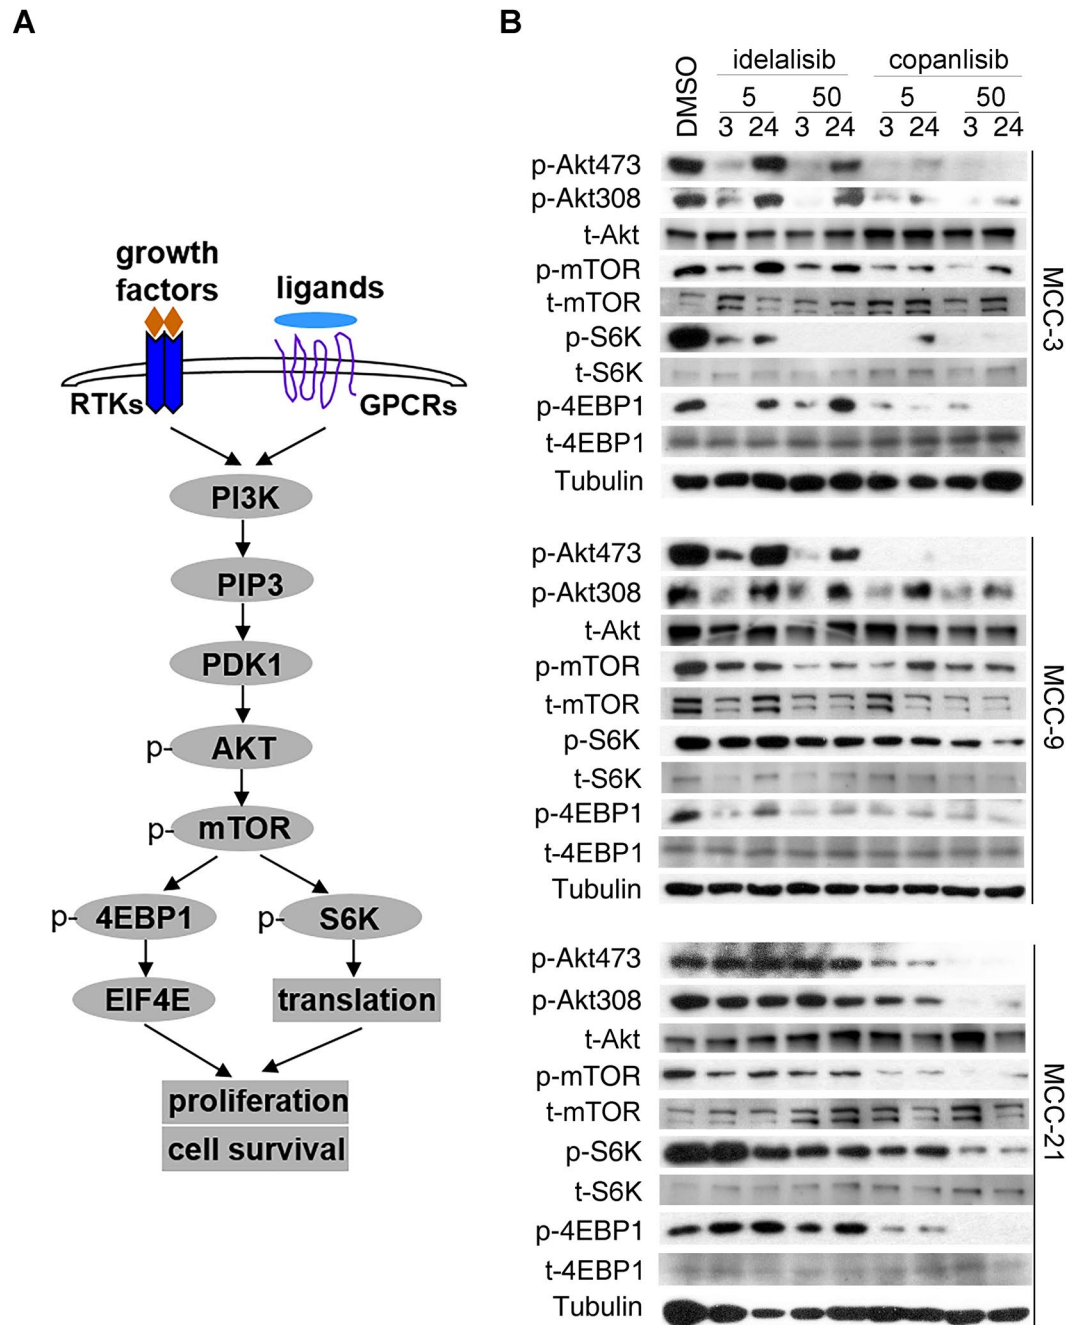 A
growth
factors
ligands
RTKs
GPCRs
PI3K
PIP3
PDK1
p- AKT
p- mTOR
p- 4EBP1
p- S6K
EIF4E
translation
proliferation
cell survival
B
DMSO
idelalisib
copanlisib
5 50 5 50
3 24 3 24 3 24 3 24
p-Akt473
p-Akt308
t-Akt
p-mTOR
t-mTOR
p-S6K
t-S6K
p-4EBP1
t-4EBP1
Tubulin
MCC-3
p-Akt473
p-Akt308
t-Akt
p-mTOR
t-mTOR
p-S6K
t-S6K
p-4EBP1
t-4EBP1
Tubulin
MCC-9
p-Akt473
p-Akt308
t-Akt
p-mTOR
t-mTOR
p-S6K
t-S6K
p-4EBP1
t-4EBP1
Tubulin
MCC-21